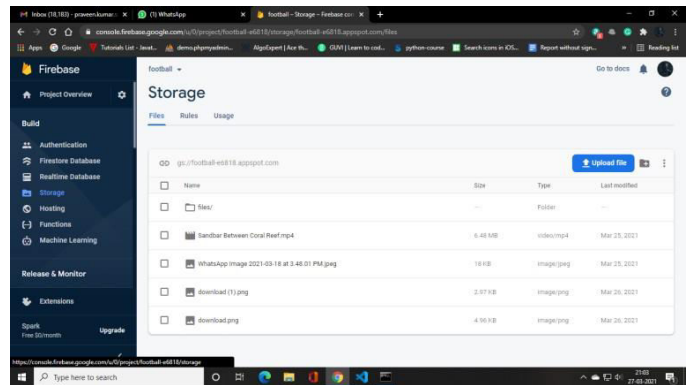 Inbox (18,183) - praveen.kumar.c
(1) WhatsApp
football – Storage – Firebase con
console.firebase.google.com/u/0/project/football-e6818/storage/football-e6818.appspot.com/files
Apps
Google
Tutorials List - Javat...
demo.phpmyadmin...
AlgoExpert | Ace th...
GUVI | Learn to cod...
python-course
Search icons in iOS...
Report without sign...
»
Reading list
Firebase
football
Go to docs
Project Overview
Storage
Files Rules Usage
Build
Authentication
Firestore Database
Realtime Database
Storage
Hosting
Functions
Machine Learning
gs://football-e6818.appspot.com
Upload file
Name Size Type Last modified
files/ — Folder —
Sandbar Between Coral Reef.mp4 6.48 MB video/mp4 Mar 25, 2021
WhatsApp Image 2021-03-18 at 3.48.01 PM.jpeg 18 KB image/jpeg Mar 25, 2021
download (1).png 2.97 KB image/png Mar 26, 2021
download.png 4.96 KB image/png Mar 26, 2021
Release & Monitor
Extensions
Spark
Free $0/month
Upgrade
https://console.firebase.google.com/u/0/project/football-e6818/storage
Type here to search
21:03
27-03-2021